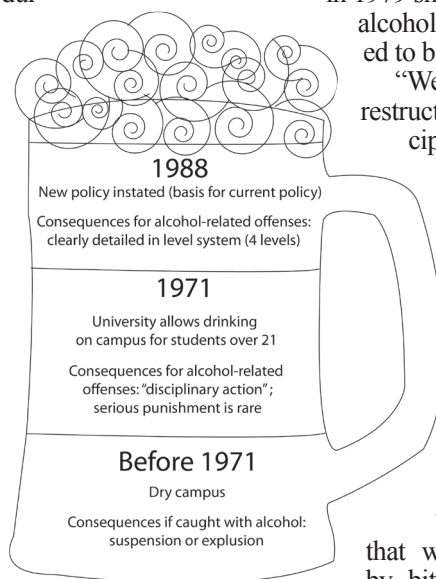 in 1979 sh
alcohol
ed to b
"We
restruct
cip
1988
New policy instated (basis for current policy)
Consequences for alcohol-related offenses:
clearly detailed in level system (4 levels)
1971
University allows drinking
on campus for students over 21
Consequences for alcohol-related
offenses: "disciplinary action";
serious punishment is rare
Before 1971
Dry campus
Consequences if caught with alcohol:
suspension or explusion
that w
by bit